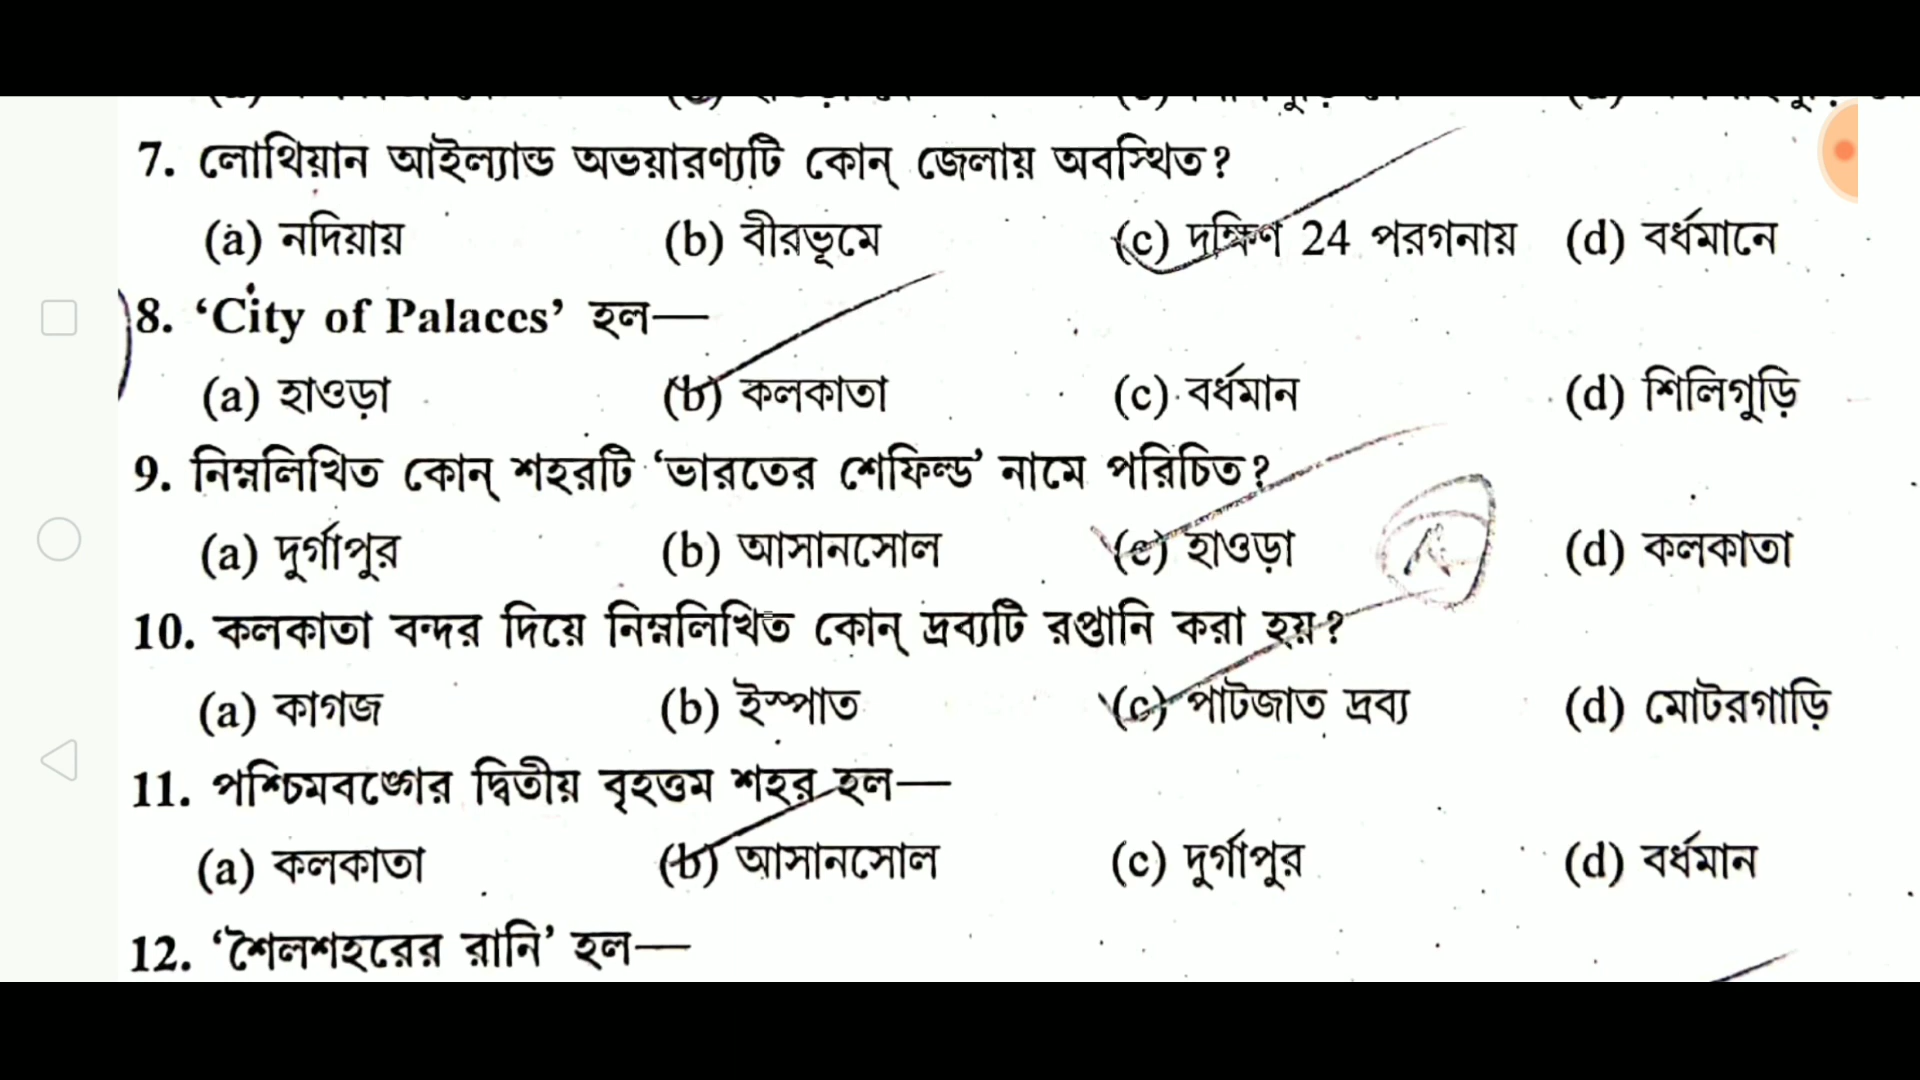 7. লোথিয়ান আইল্যান্ড অভয়ারণ্যটি কোন্ জেলায় অবস্থিত?
(a) নদিয়ায় (b) বীরভূমে (c) দক্ষিণ 24 পরগনায় (d) বর্ধমানে
8. ‘City of Palaces’ হল—
(a) হাওড়া (b) কলকাতা (c) বর্ধমান (d) শিলিগুড়ি
9. নিম্নলিখিত কোন্ শহরটি ‘ভারতের শেফিল্ড’ নামে পরিচিত?
(a) দুর্গাপুর (b) আসানসোল (c) হাওড়া (d) কলকাতা
10. কলকাতা বন্দর দিয়ে নিম্নলিখিত কোন্ দ্রব্যটি রপ্তানি করা হয়?
(a) কাগজ (b) ইস্পাত (c) পাটজাত দ্রব্য (d) মোটরগাড়ি
11. পশ্চিমবঙ্গের দ্বিতীয় বৃহত্তম শহর হল—
(a) কলকাতা (b) আসানসোল (c) দুর্গাপুর (d) বর্ধমান
12. ‘শৈলশহরের রানি’ হল—